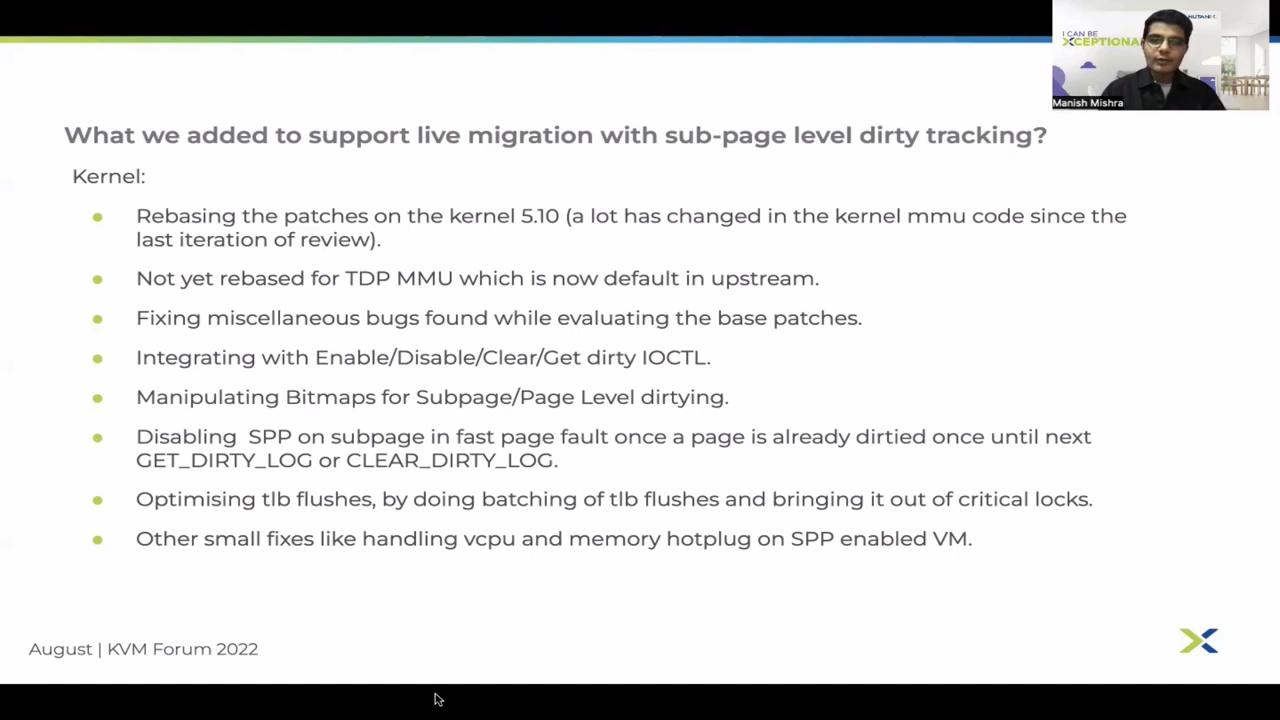 I CAN BE
XCEPTIONA
NUTANIX
Manish Mishra
What we added to support live migration with sub-page level dirty tracking?
Kernel:
Rebasing the patches on the kernel 5.10 (a lot has changed in the kernel mmu code since the
last iteration of review).
Not yet rebased for TDP MMU which is now default in upstream.
Fixing miscellaneous bugs found while evaluating the base patches.
Integrating with Enable/Disable/Clear/Get dirty IOCTL.
Manipulating Bitmaps for Subpage/Page Level dirtying.
Disabling  SPP on subpage in fast page fault once a page is already dirtied once until next
GET_DIRTY_LOG or CLEAR_DIRTY_LOG.
Optimising tlb flushes, by doing batching of tlb flushes and bringing it out of critical locks.
Other small fixes like handling vcpu and memory hotplug on SPP enabled VM.
August | KVM Forum 2022